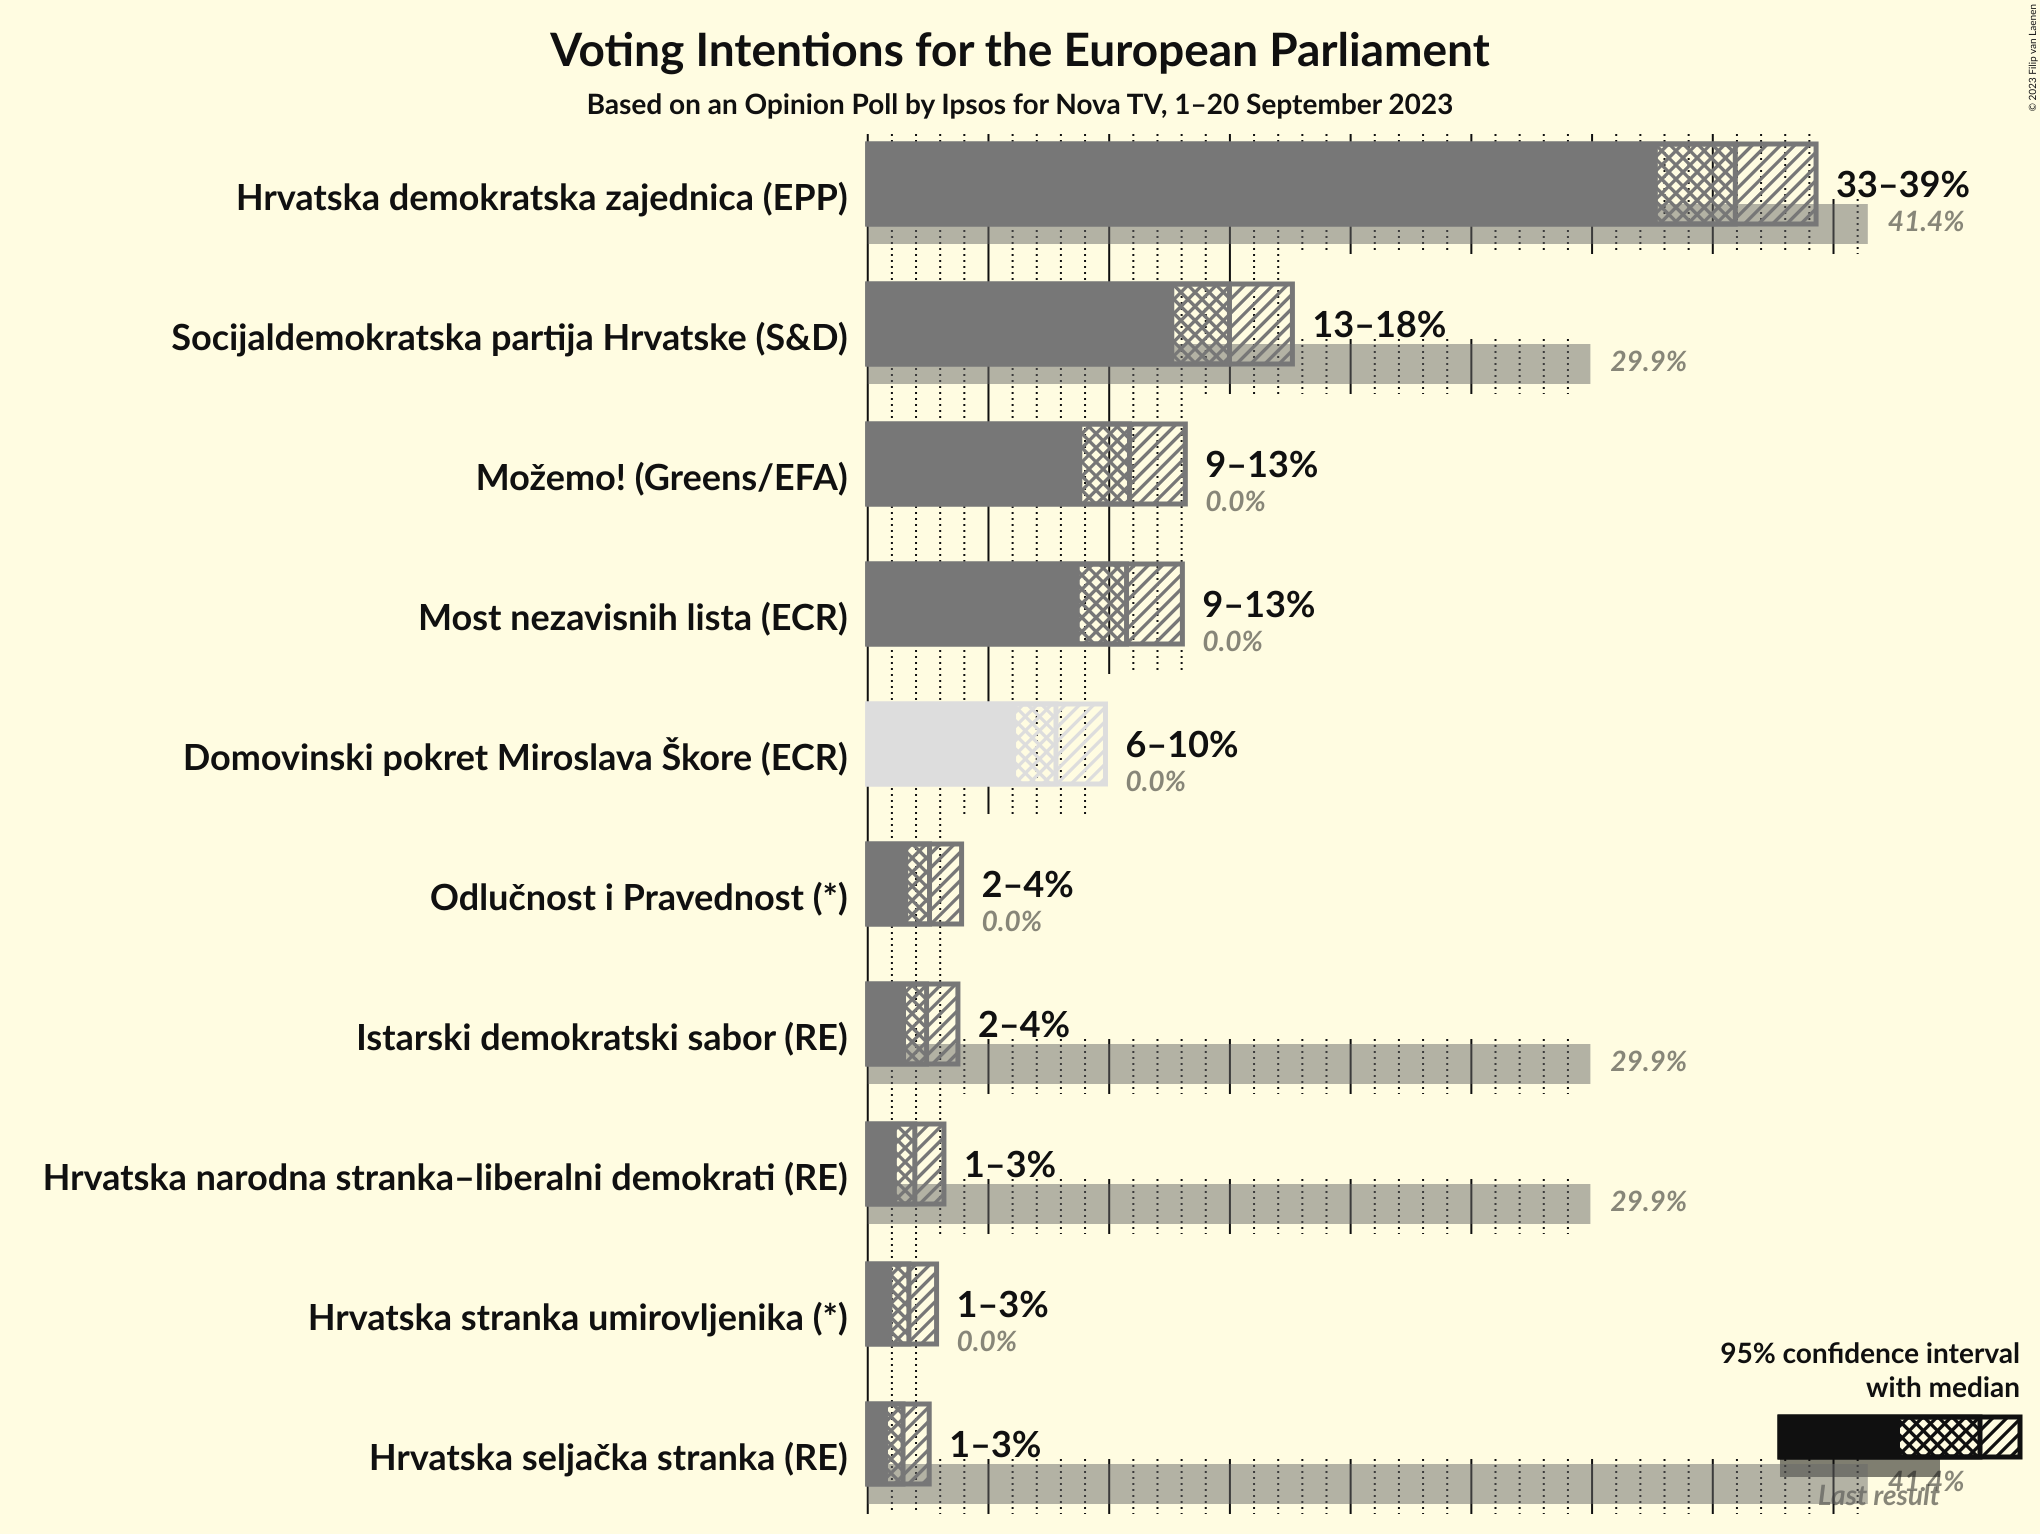 Voting Intentions for the European Parliament
Based on an Opinion Poll by Ipsos for Nova TV, 1–20 September 2023
© 2023 Filip van Laenen
Hrvatska demokratska zajednica (EPP)
33–39%
41.4%
Socijaldemokratska partija Hrvatske (S&D)
13–18%
29.9%
Možemo! (Greens/EFA)
9–13%
0.0%
Most nezavisnih lista (ECR)
9–13%
0.0%
Domovinski pokret Miroslava Škore (ECR)
6–10%
0.0%
Odlučnost i Pravednost (*)
2–4%
0.0%
Istarski demokratski sabor (RE)
2–4%
29.9%
Hrvatska narodna stranka–liberalni demokrati (RE)
1–3%
29.9%
Hrvatska stranka umirovljenika (*)
1–3%
0.0%
Hrvatska seljačka stranka (RE)
1–3%
41.4%
95% confidence interval
with median
Last result